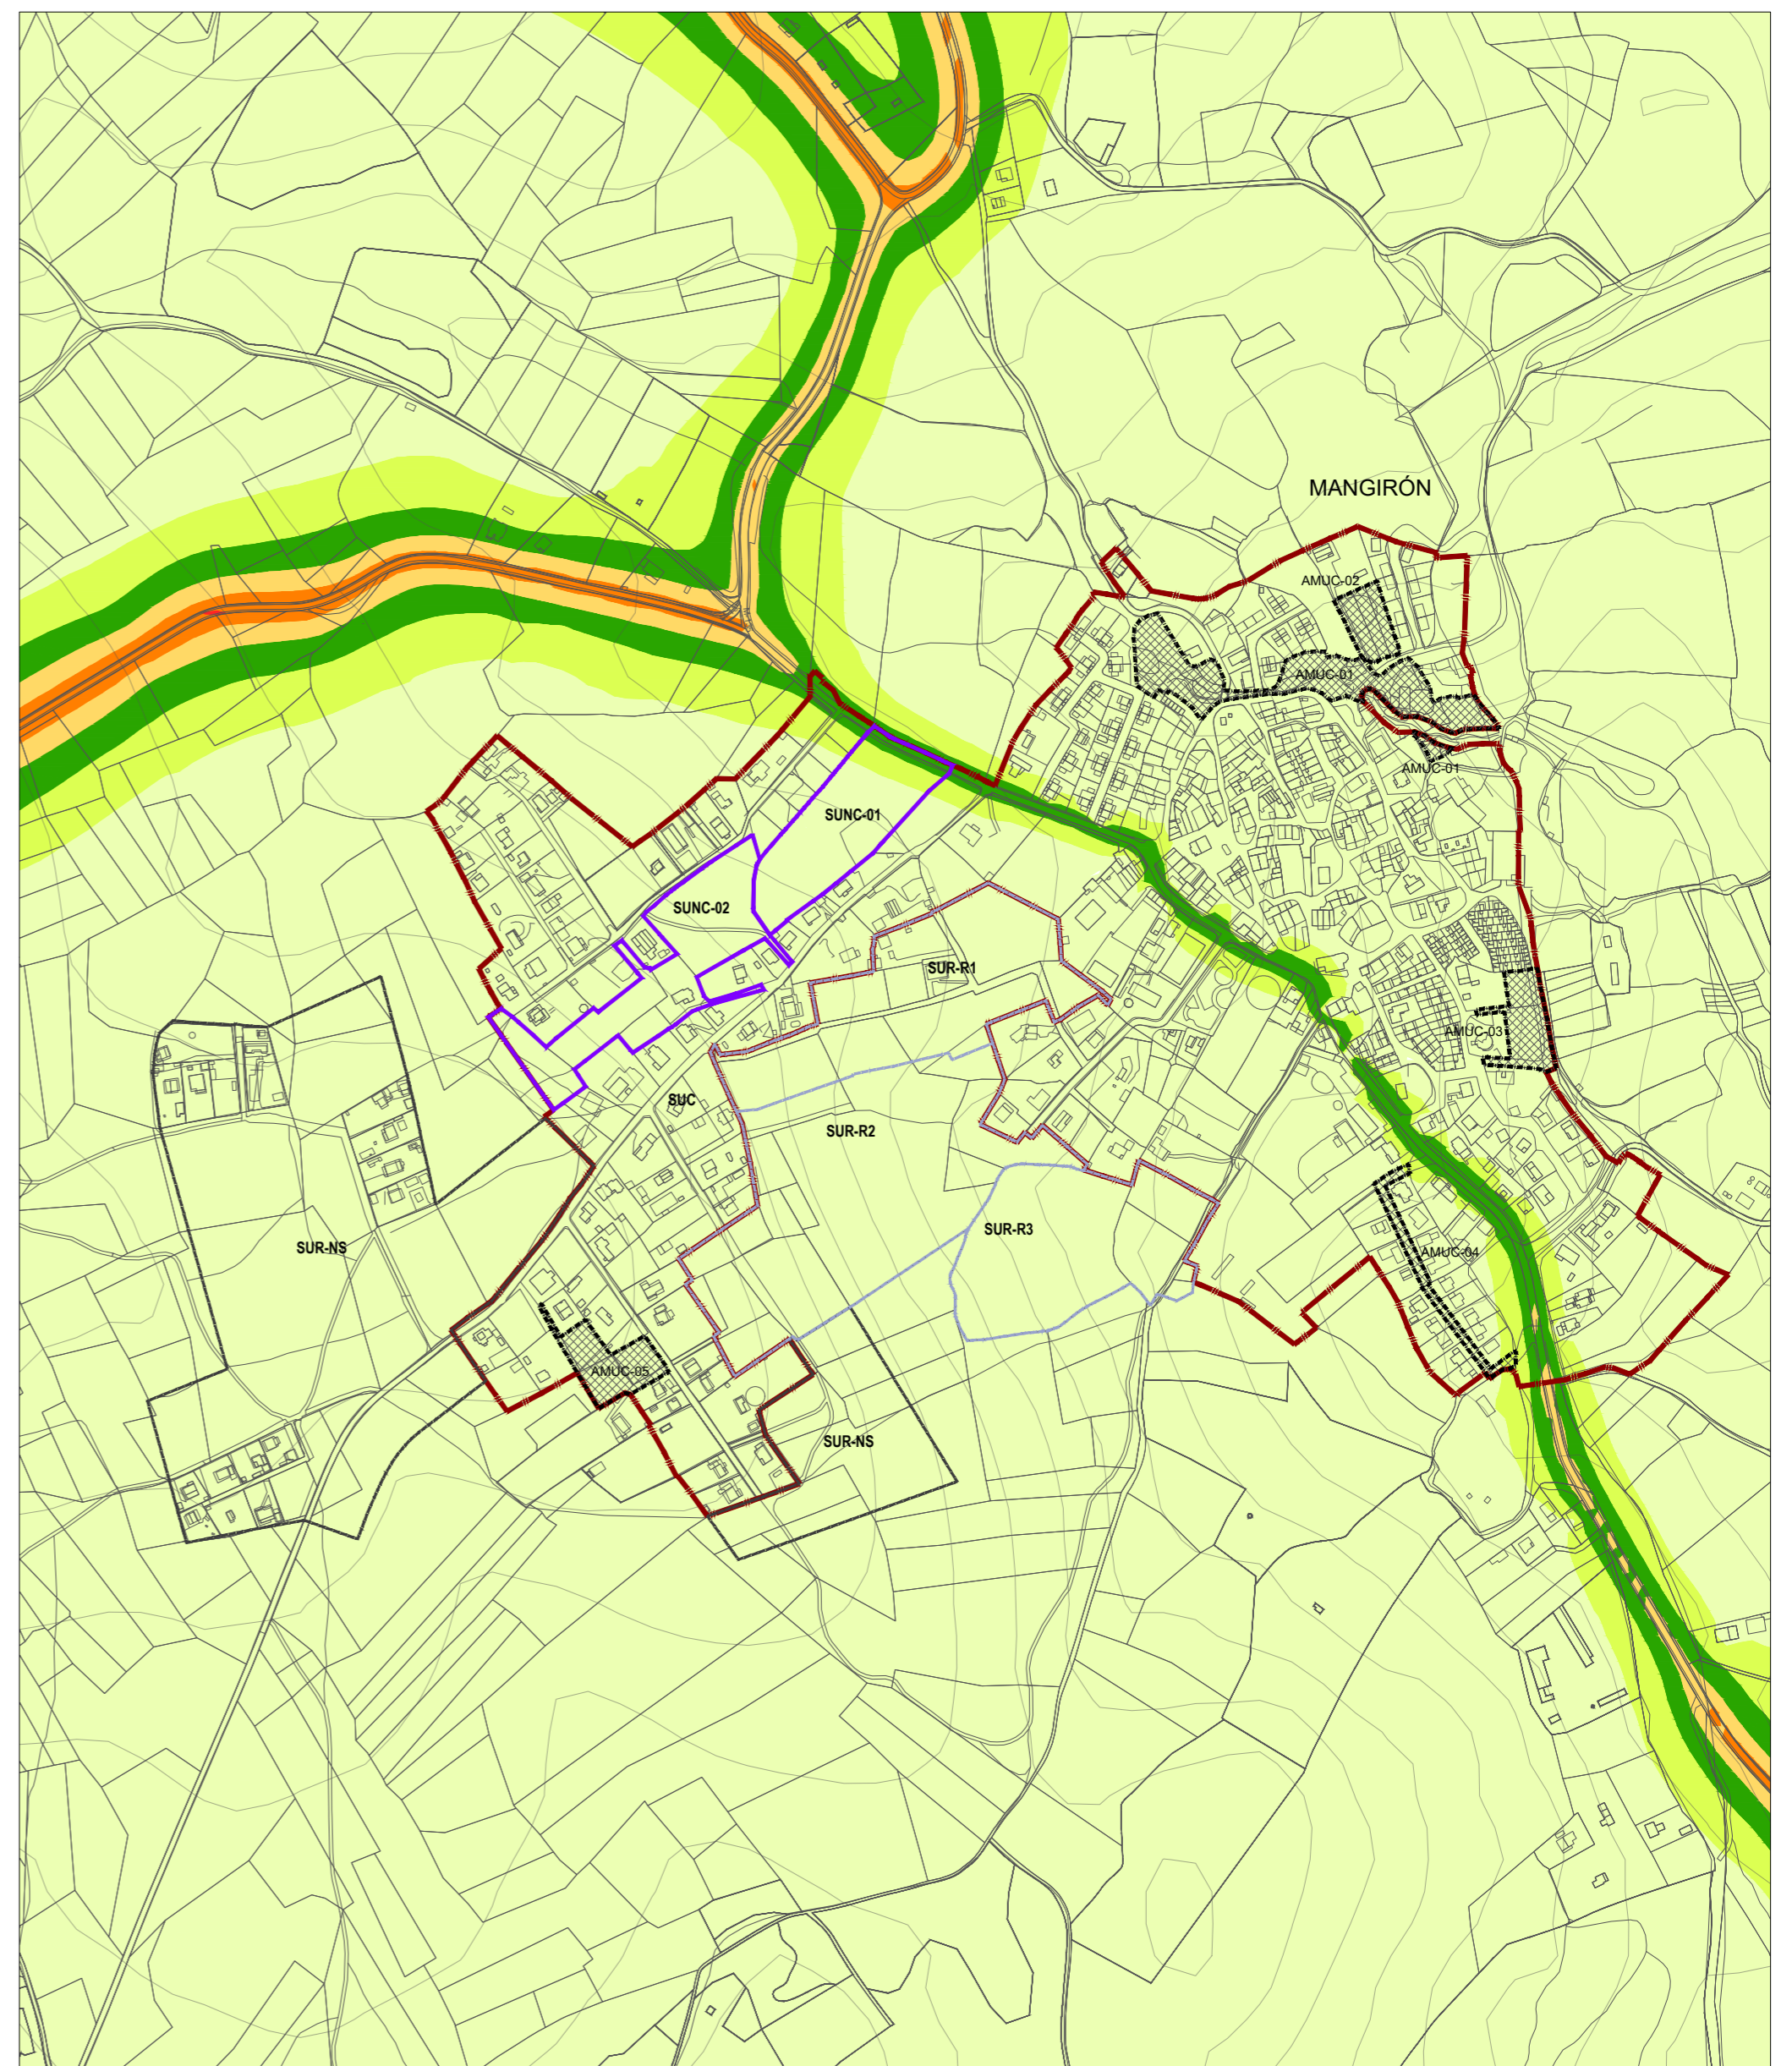 MANGIRÓN
AMUC-02
AMUC-01
AMUC-01
SUNC-01
SUNC-02
SUR-R1
AMUC-03
SUC
SUR-R2
SUR-R3
SUR-NS
AMUC-04
AMUC-05
SUR-NS